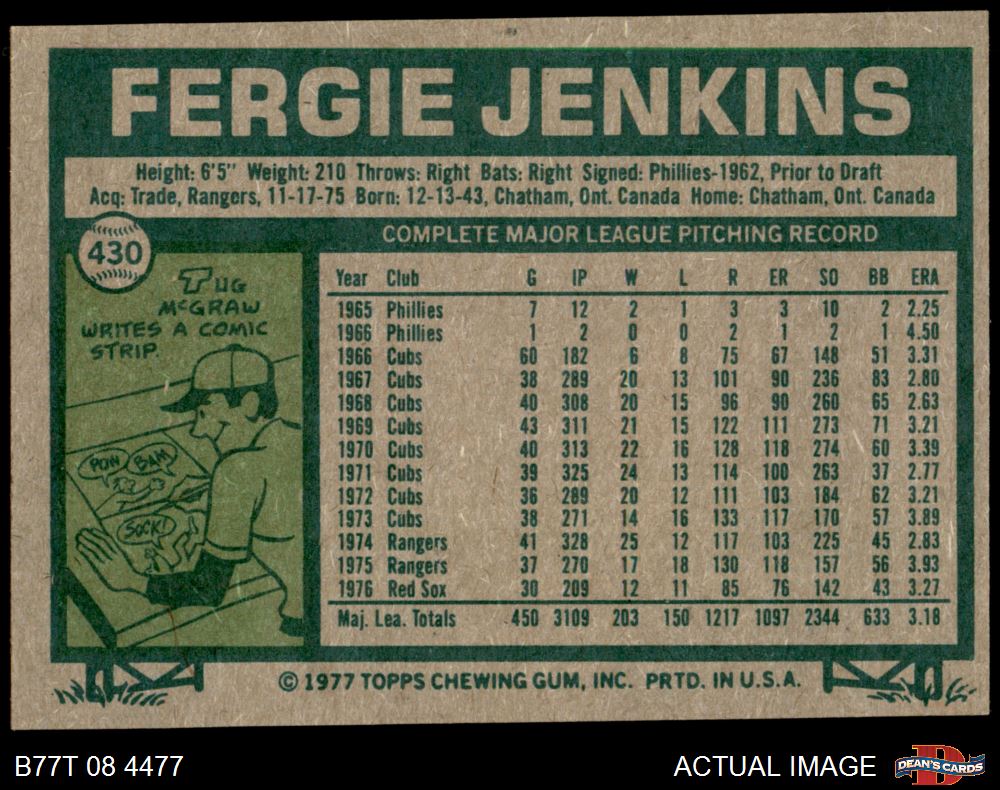 FERGIE JENKINS
Height: 6'5" Weight: 210 Throws: Right Bats: Right Signed: Phillies-1962, Prior to Draft
Acq: Trade, Rangers, 11-17-75 Born: 12-13-43, Chatham, Ont. Canada Home: Chatham, Ont. Canada
430
TUG
McGRAW
WRITES A COMIC
STRIP.
POW BAM
SOCK!
COMPLETE MAJOR LEAGUE PITCHING RECORD
Year Club G IP W L R ER SO BB ERA
1965 Phillies 7 12 2 1 3 3 10 2 2.25
1966 Phillies 1 2 0 0 2 1 2 1 4.50
1966 Cubs 60 182 6 8 75 67 148 51 3.31
1967 Cubs 38 289 20 13 101 90 236 83 2.80
1968 Cubs 40 308 20 15 96 90 260 65 2.63
1969 Cubs 43 311 21 15 122 111 273 71 3.21
1970 Cubs 40 313 22 16 128 118 274 60 3.39
1971 Cubs 39 325 24 13 114 100 263 37 2.77
1972 Cubs 36 289 20 12 111 103 184 62 3.21
1973 Cubs 38 271 14 16 133 117 170 57 3.89
1974 Rangers 41 328 25 12 117 103 225 45 2.83
1975 Rangers 37 270 17 18 130 118 157 56 3.93
1976 Red Sox 30 209 12 11 85 76 142 43 3.27
Maj. Lea. Totals 450 3109 203 150 1217 1097 2344 633 3.18
© 1977 TOPPS CHEWING GUM, INC. PRTD. IN U.S.A.
B77T 08 4477
ACTUAL IMAGE
DEAN'S CARDS